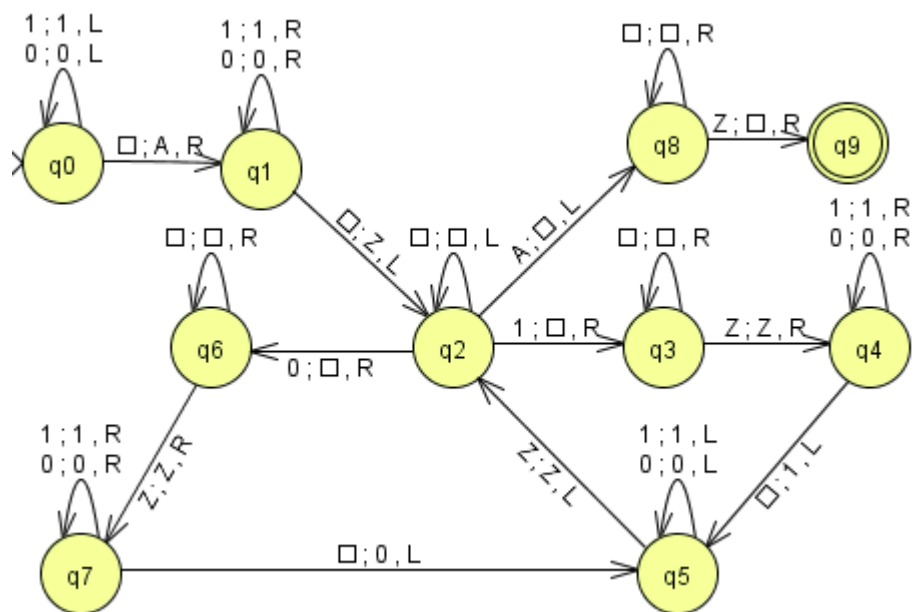 1 ; 1 , L
0 ; 0 , L
q0
□ ; A , R
1 ; 1 , R
0 ; 0 , R
q1
□ ; Z , L
□ ; □ , L
q2
A ; □ , L
□ ; □ , R
q8
Z ; □ , R
q9
1 ; □ , R
□ ; □ , R
q3
Z ; Z , R
1 ; 1 , R
0 ; 0 , R
q4
□ ; 1 , L
0 ; □ , R
□ ; □ , R
q6
Z ; Z , R
1 ; 1 , R
0 ; 0 , R
q7
□ ; 0 , L
1 ; 1 , L
0 ; 0 , L
q5
Z ; Z , L